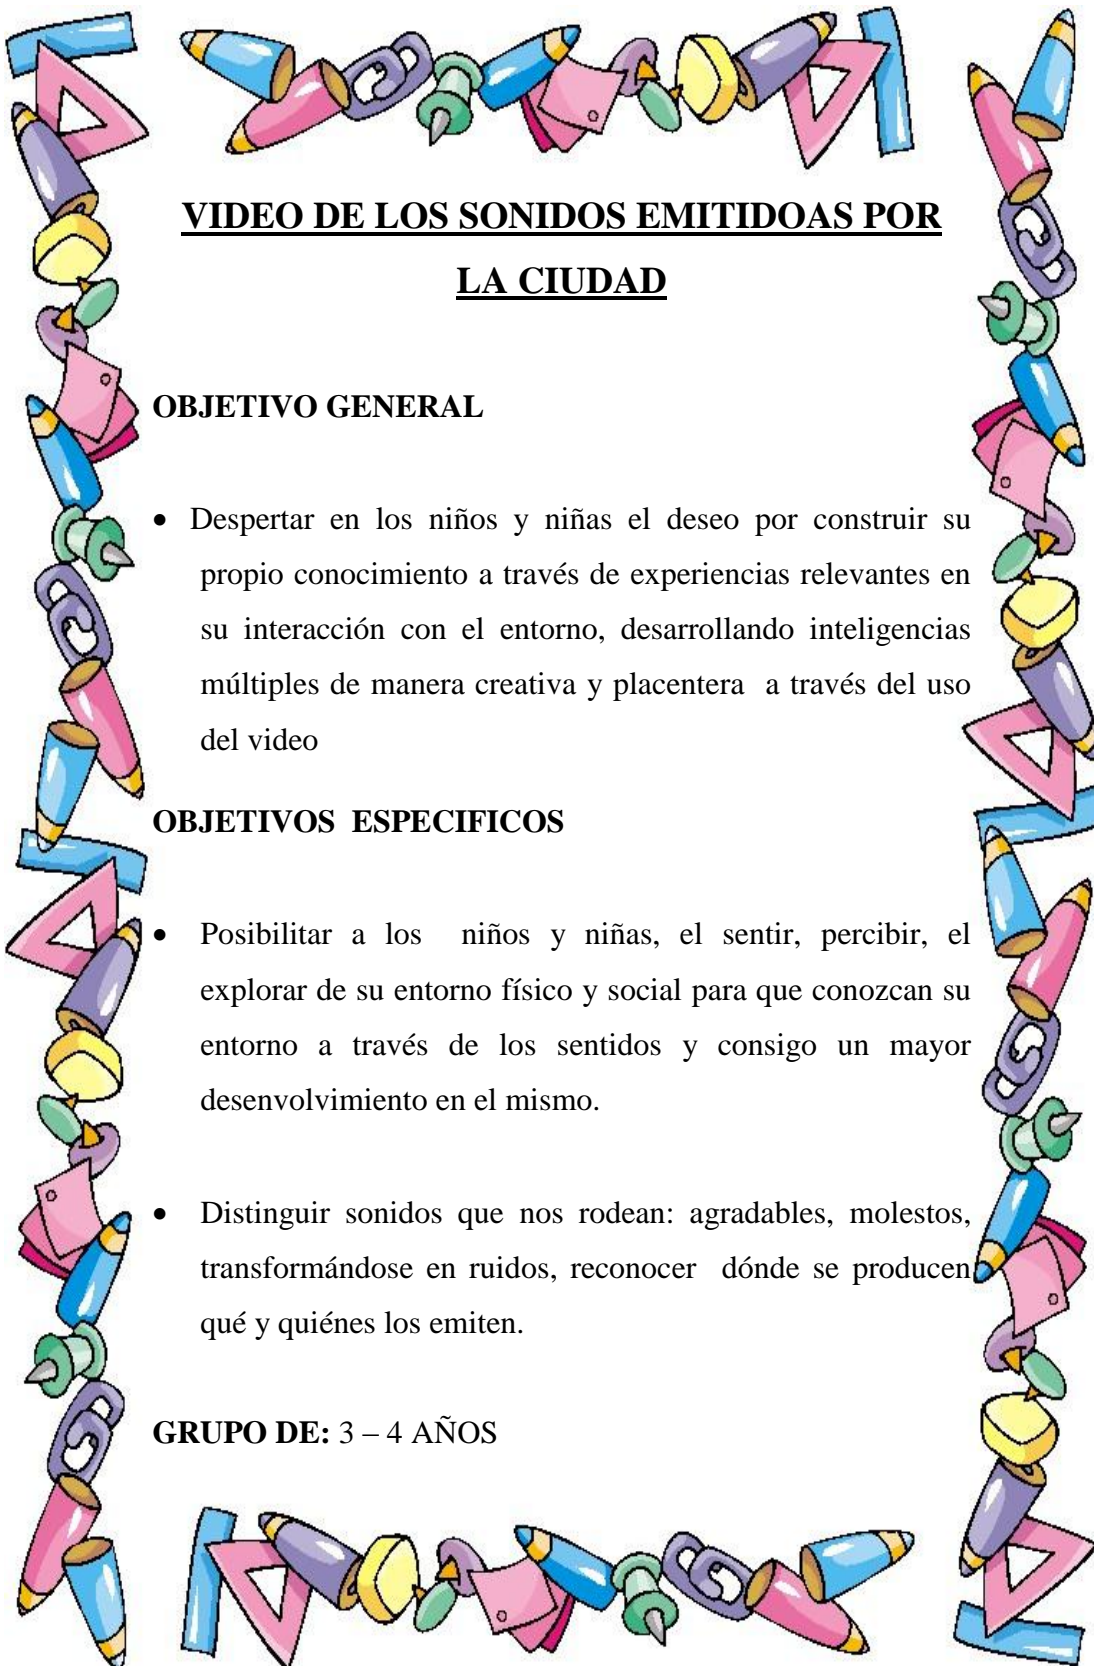 VIDEO DE LOS SONIDOS EMITIDOAS POR
LA CIUDAD
OBJETIVO GENERAL
• Despertar en los niños y niñas el deseo por construir su
propio conocimiento a través de experiencias relevantes en
su interacción con el entorno, desarrollando inteligencias
múltiples de manera creativa y placentera a través del uso
del video
OBJETIVOS ESPECIFICOS
• Posibilitar a los niños y niñas, el sentir, percibir, el
explorar de su entorno físico y social para que conozcan su
entorno a través de los sentidos y consigo un mayor
desenvolvimiento en el mismo.
• Distinguir sonidos que nos rodean: agradables, molestos,
transformándose en ruidos, reconocer dónde se producen
qué y quiénes los emiten.
GRUPO DE: 3 – 4 AÑOS